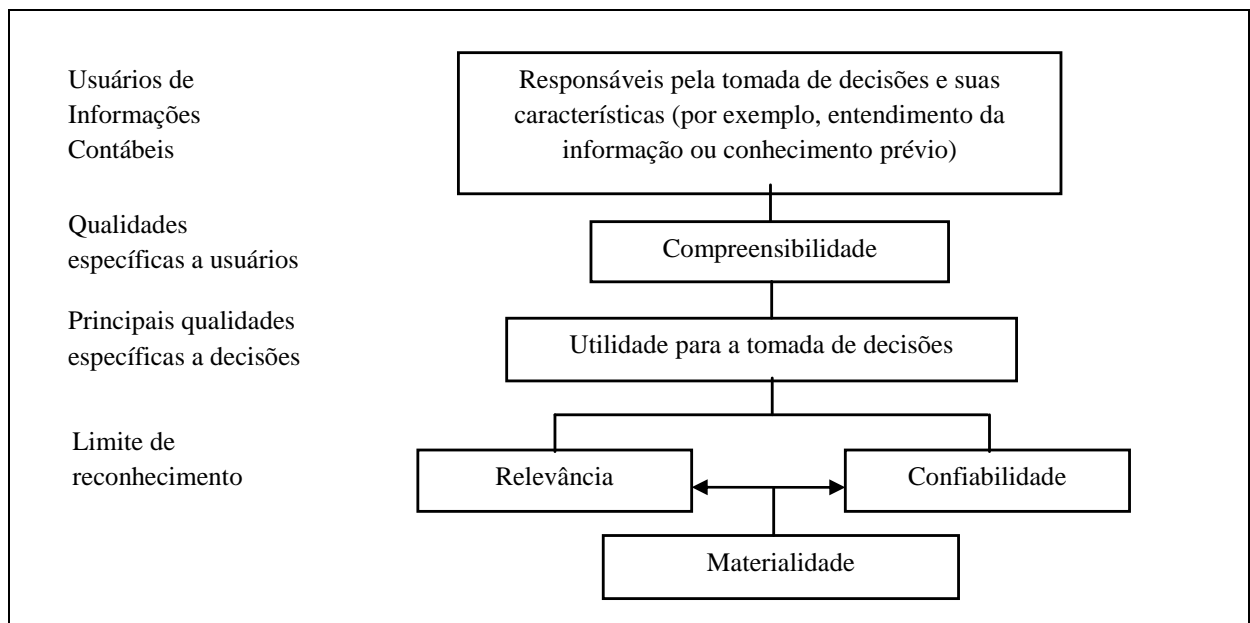 Usuários de
Informações
Contábeis
Responsáveis pela tomada de decisões e suas
características (por exemplo, entendimento da
informação ou conhecimento prévio)
Qualidades
específicas a usuários
Compreensibilidade
Principais qualidades
específicas a decisões
Utilidade para a tomada de decisões
Limite de
reconhecimento
Relevância
Confiabilidade
Materialidade